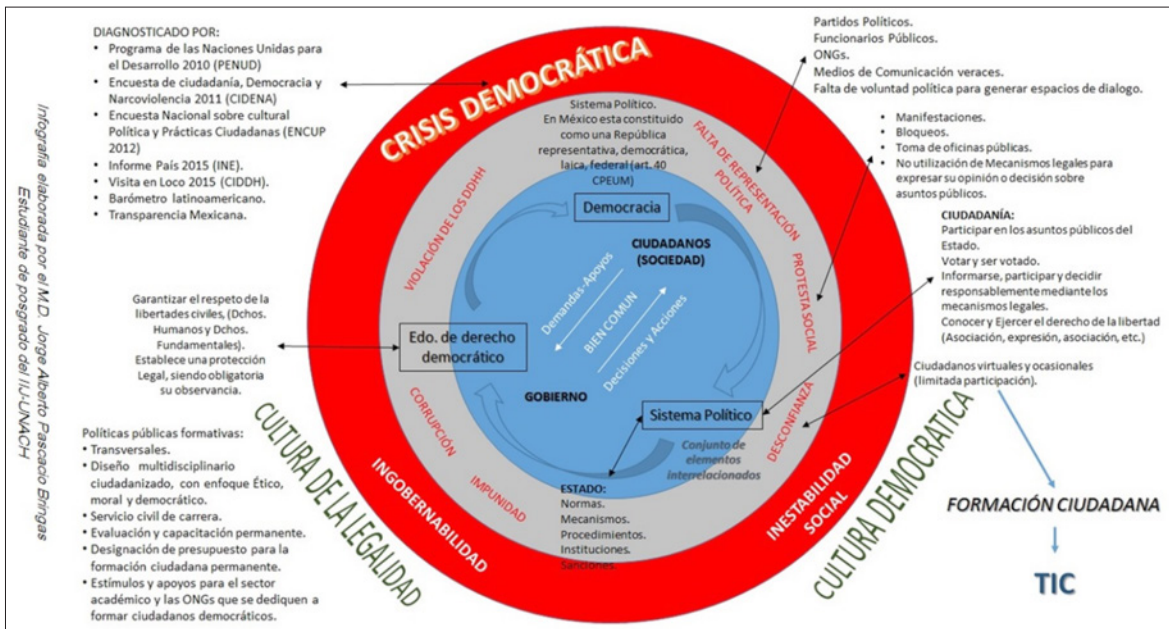 DIAGNOSTICADO POR:
• Programa de las Naciones Unidas para
el Desarrollo 2010 (PENUD)
• Encuesta de ciudadanía, Democracia y
Narcoviolencia 2011 (CIDENA)
• Encuesta Nacional sobre cultural
Política y Prácticas Ciudadanas (ENCUP
2012)
• Informe País 2015 (INE).
• Visita en Loco 2015 (CIDDH).
• Barómetro latinoamericano.
• Transparencia Mexicana.
Infografía elaborada por el M.D. Jorge Alberto Pascacio Bringas
Estudiante de posgrado del IIJ-UNACH
Garantizar el respeto de la
libertades civiles, (Dchos.
Humanos y Dchos.
Fundamentales).
Establece una protección
Legal, siendo obligatoria
su observancia.
Políticas públicas formativas:
• Transversales.
• Diseño multidisciplinario
ciudadanizado, con enfoque Ético,
moral y democrático.
• Servicio civil de carrera.
• Evaluación y capacitación permanente.
• Designación de presupuesto para la
formación ciudadana permanente.
• Estímulos y apoyos para el sector
académico y las ONGs que se dediquen a
formar ciudadanos democráticos.
CULTURA DE LA LEGALIDAD
CRISIS DEMOCRÁTICA
INGOBERNABILIDAD
INESTABILIDAD
SOCIAL
Sistema Político.
En México esta constituido
como una República
representativa, democrática,
laica, federal (art. 40
CPEUM)
VIOLACIÓN DE LOS DDHH
FALTA DE REPRESENTACIÓN
POLÍTICA
PROTESTA SOCIAL
DESCONFIANZA
CORRUPCIÓN
IMPUNIDAD
Democracia
CIUDADANOS
(SOCIEDAD)
Demandas-Apoyos
BIEN COMUN
Decisiones y Acciones
Edo. de derecho
democrático
GOBIERNO
Sistema Político
Conjunto de
elementos
interrelacionados
ESTADO:
Normas.
Mecanismos.
Procedimientos.
Instituciones.
Sanciones.
Partidos Políticos.
Funcionarios Públicos.
ONGs.
Medios de Comunicación veraces.
Falta de voluntad política para generar espacios de dialogo.
• Manifestaciones.
• Bloqueos.
• Toma de oficinas públicas.
• No utilización de Mecanismos legales para
expresar su opinión o decisión sobre
asuntos públicos.
CIUDADANÍA:
Participar en los asuntos públicos del
Estado.
Votar y ser votado.
Informarse, participar y decidir
responsablemente mediante los
mecanismos legales.
Conocer y Ejercer el derecho de la libertad
(Asociación, expresión, asociación, etc.)
Ciudadanos virtuales y ocasionales
(limitada participación).
CULTURA DEMOCRATICA
FORMACIÓN CIUDADANA
TIC